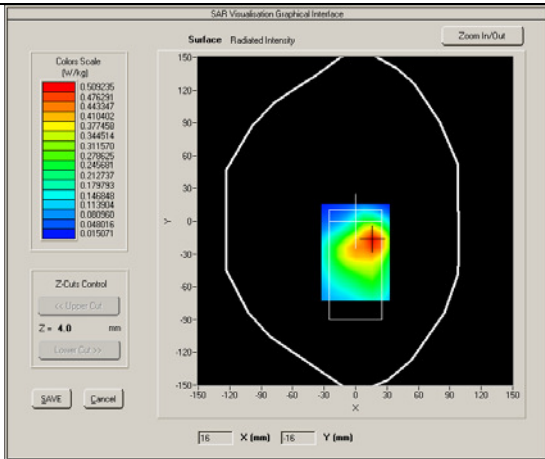 SAR Visualisation Graphical Interface
Surface Radiated Intensity
Zoom In/Out
Colors Scale
(W/kg)
0.509235
0.476291
0.443347
0.410402
0.377458
0.344514
0.311570
0.278625
0.245681
0.212737
0.179793
0.146848
0.113904
0.080960
0.048016
0.015071
Z-Cuts Control
<< Upper Cut
Z = 4.0 mm
Lower Cut >>
SAVE
Cancel
150
120
90
60
30
0
-30
-60
-90
-120
-150
Y
-150 -120 -90 -60 -30 0 30 60 90 120 150
X
16 X (mm) -16 Y (mm)